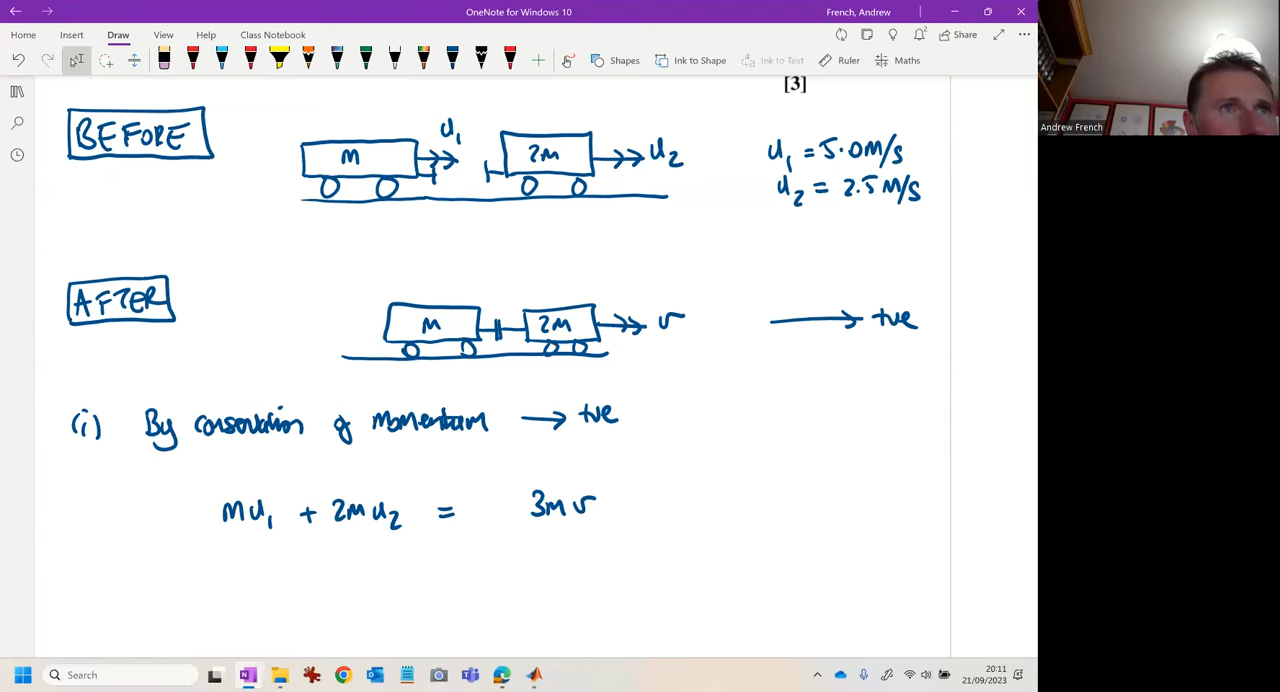 OneNote for Windows 10
French, Andrew
Home Insert Draw View Help Class Notebook
Share
Shapes Ink to Shape Ink to Text Ruler Maths
[3]
BEFORE
M u₁ 2M u₂
u₁ = 5.0 m/s
u₂ = 2.5 m/s
AFTER
M 2M v → +ve
(i) By conservation of momentum → +ve
mu₁ + 2mu₂ = 3mv
Andrew French
Search
20:11
21/09/2023